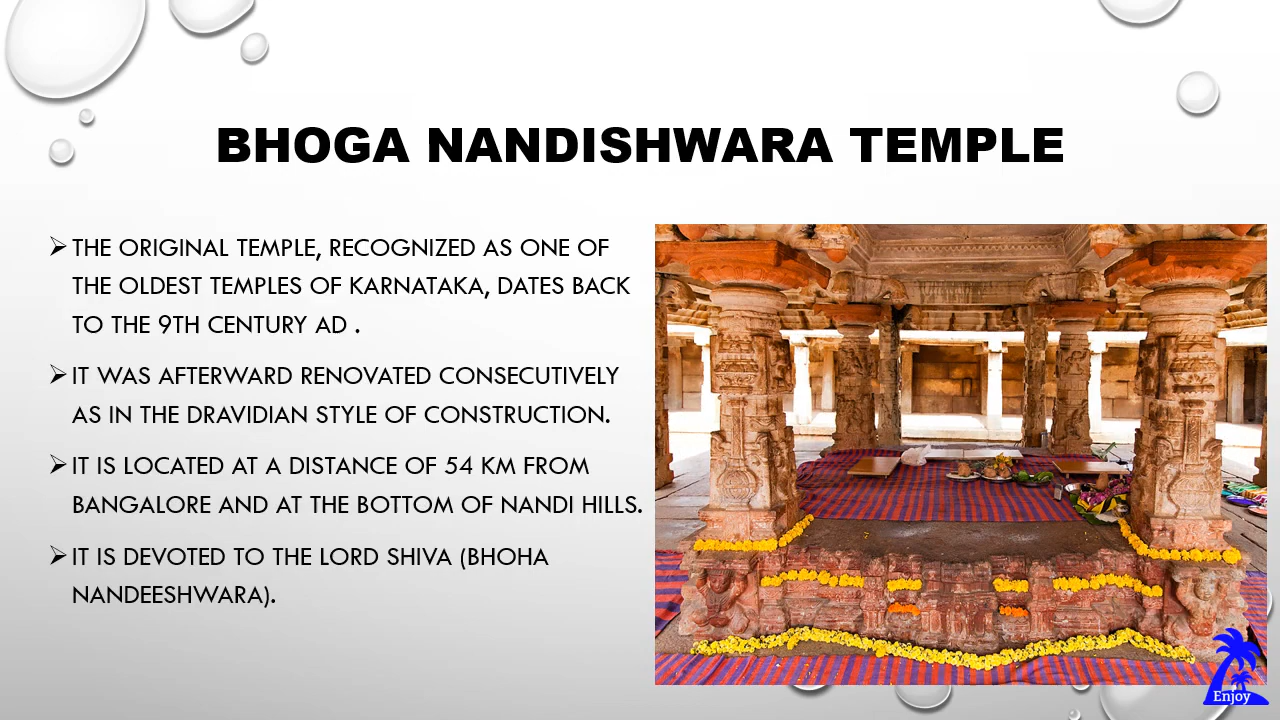 BHOGA NANDISHWARA TEMPLE
➢THE ORIGINAL TEMPLE, RECOGNIZED AS ONE OF
THE OLDEST TEMPLES OF KARNATAKA, DATES BACK
TO THE 9TH CENTURY AD .
➢IT WAS AFTERWARD RENOVATED CONSECUTIVELY
AS IN THE DRAVIDIAN STYLE OF CONSTRUCTION.
➢IT IS LOCATED AT A DISTANCE OF 54 KM FROM
BANGALORE AND AT THE BOTTOM OF NANDI HILLS.
➢IT IS DEVOTED TO THE LORD SHIVA (BHOHA
NANDEESHWARA).
Enjoy